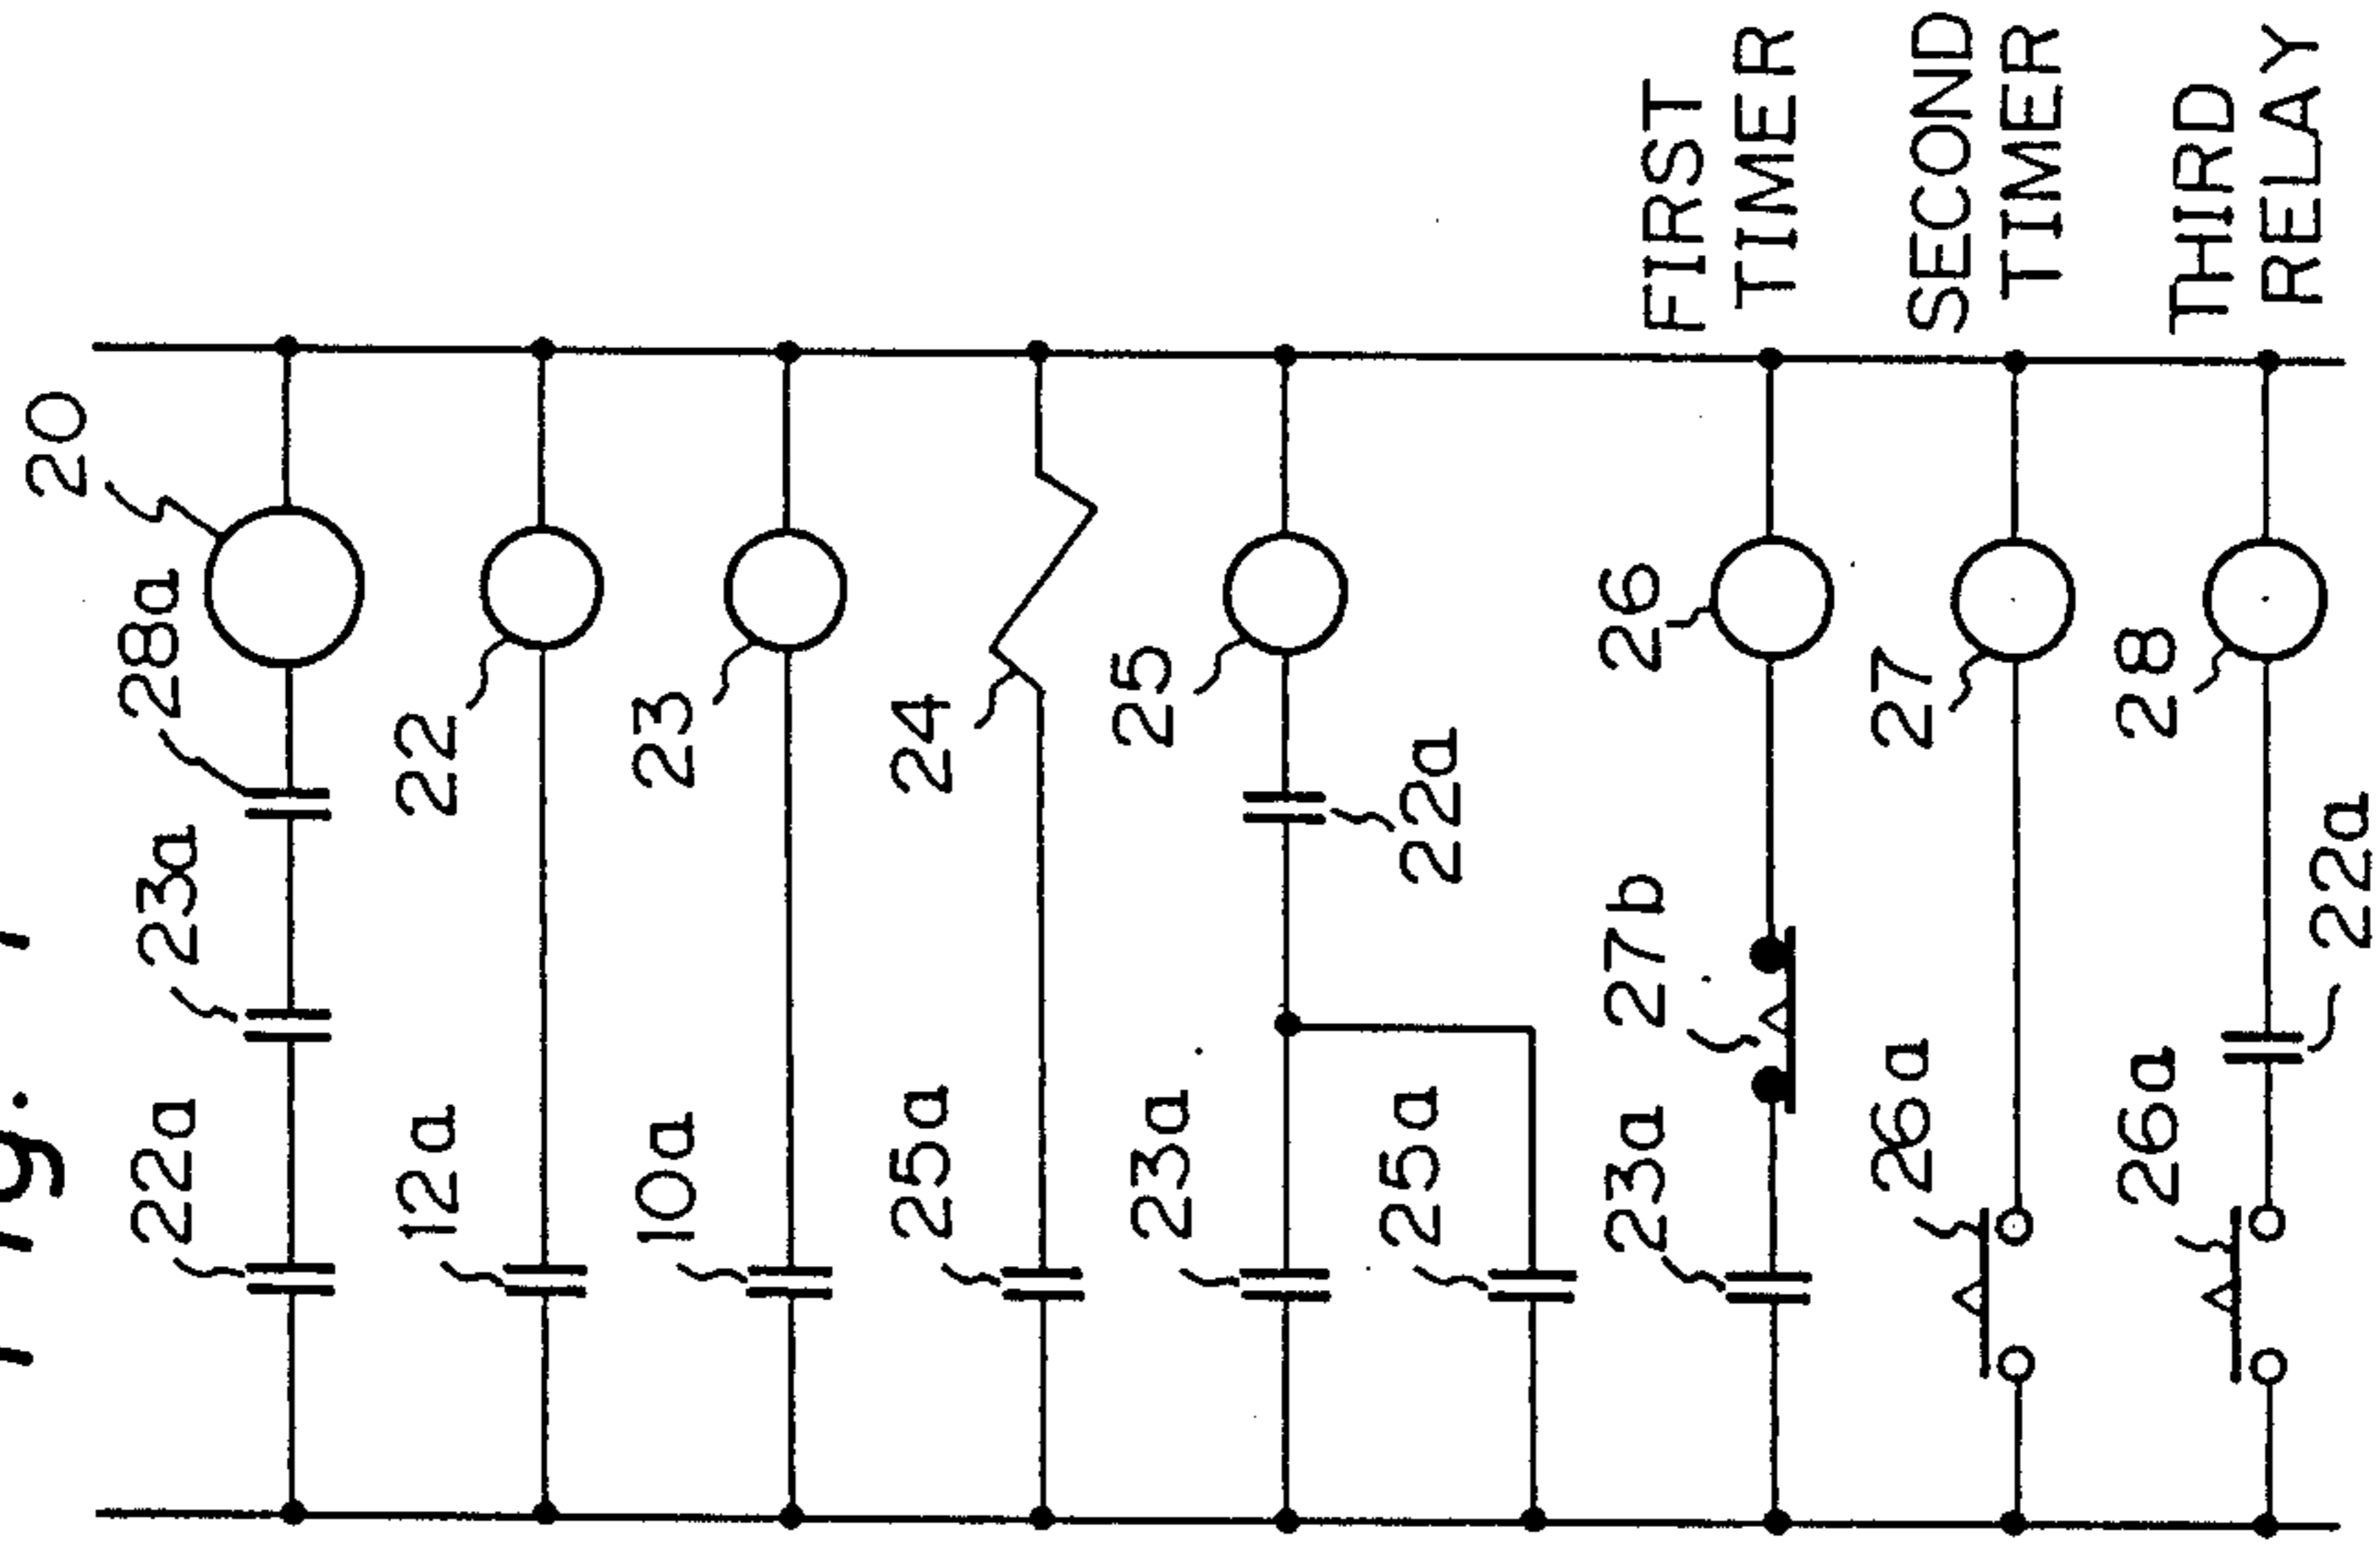 22a 23a 28a 20
12a 22
10a 23
25a 24
23a 25
22a
25a
23a 27b 26 FIRST
TIMER
26a 27 SECOND
TIMER
26a 28 THIRD
RELAY
22a